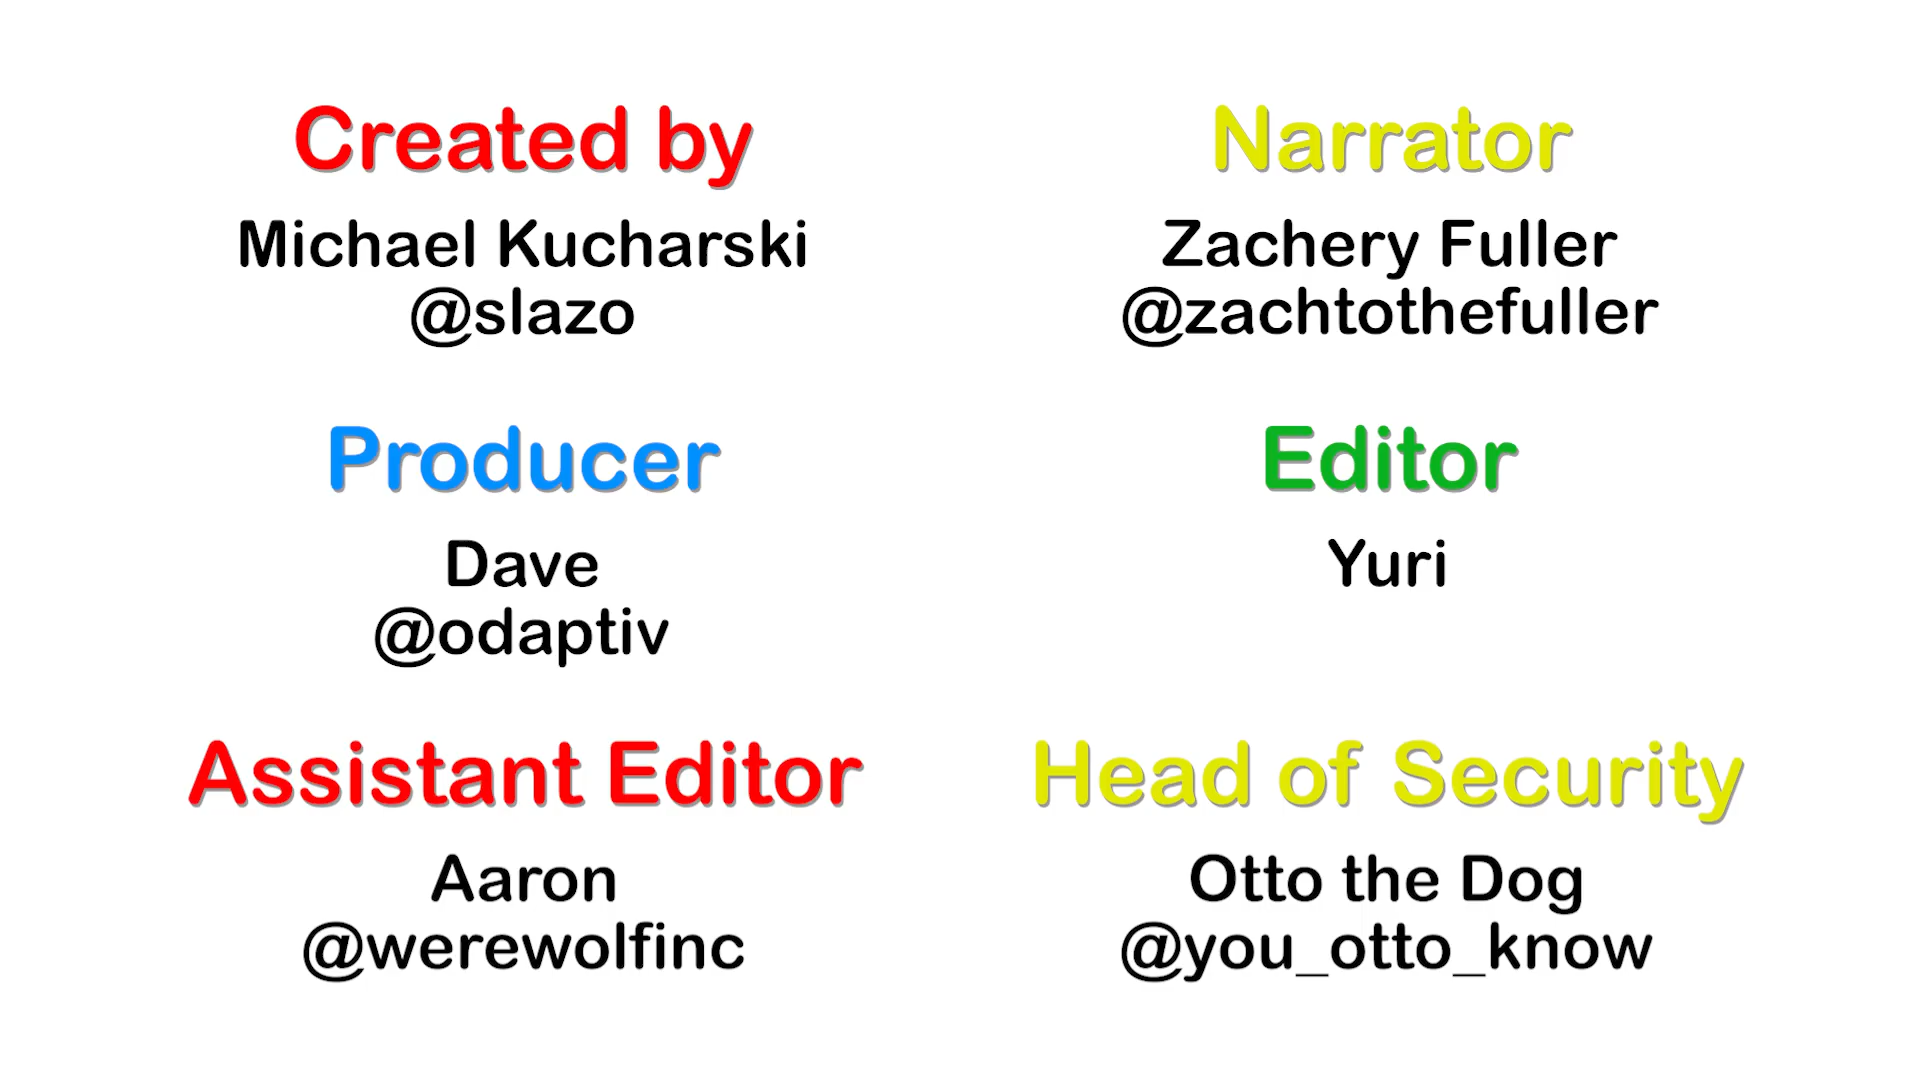 Created by
Michael Kucharski
@slazo
Narrator
Zachery Fuller
@zachtothefuller
Producer
Dave
@odaptiv
Editor
Yuri
Assistant Editor
Aaron
@werewolfinc
Head of Security
Otto the Dog
@you_otto_know